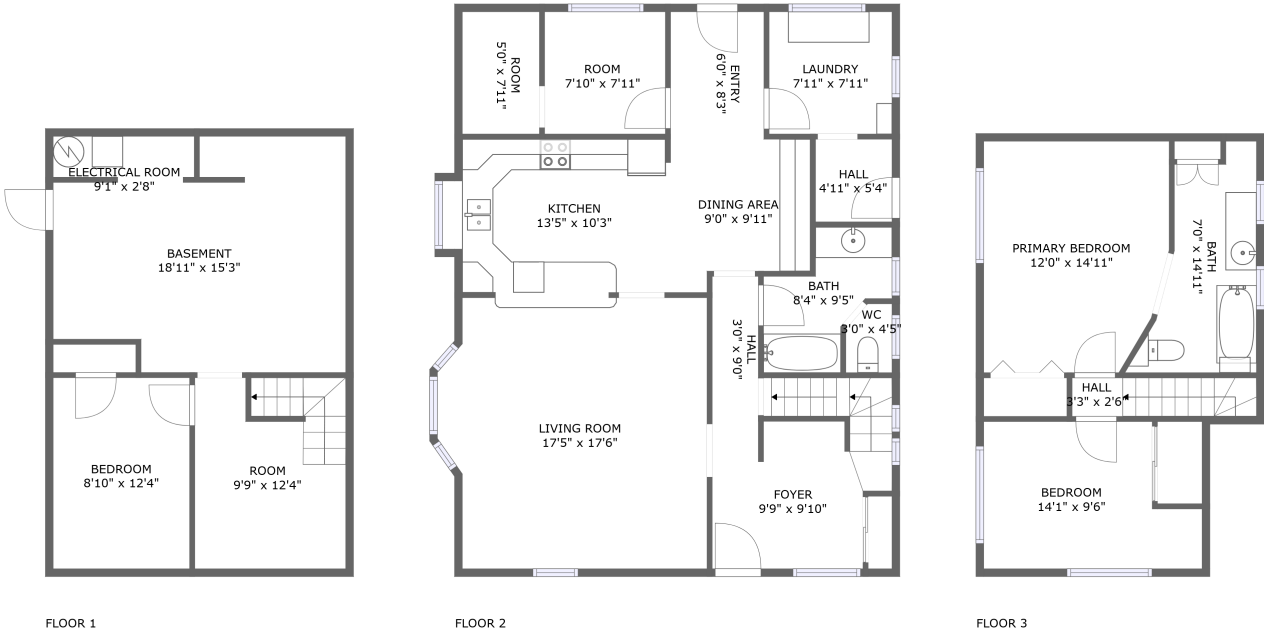 ELECTRICAL ROOM
9'1" x 2'8"
BASEMENT
18'11" x 15'3"
BEDROOM
8'10" x 12'4"
ROOM
9'9" x 12'4"
FLOOR 1
ROOM
5'0" x 7'11"
ROOM
7'10" x 7'11"
ENTRY
6'0" x 8'3"
LAUNDRY
7'11" x 7'11"
HALL
4'11" x 5'4"
KITCHEN
13'5" x 10'3"
DINING AREA
9'0" x 9'11"
BATH
8'4" x 9'5"
WC
3'0" x 4'5"
HALL
3'0" x 9'0"
LIVING ROOM
17'5" x 17'6"
FOYER
9'9" x 9'10"
FLOOR 2
PRIMARY BEDROOM
12'0" x 14'11"
BATH
7'0" x 14'11"
HALL
3'3" x 2'6"
BEDROOM
14'1" x 9'6"
FLOOR 3